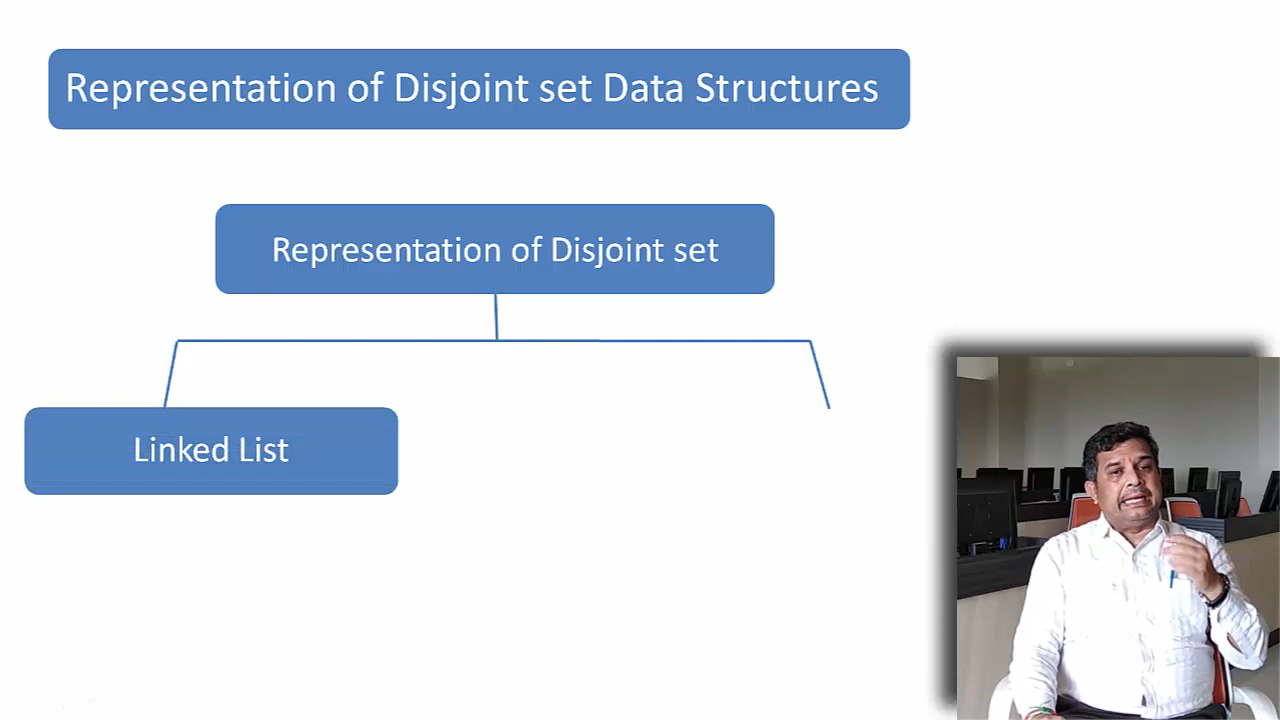 Representation of Disjoint set Data Structures
Representation of Disjoint set
Linked List